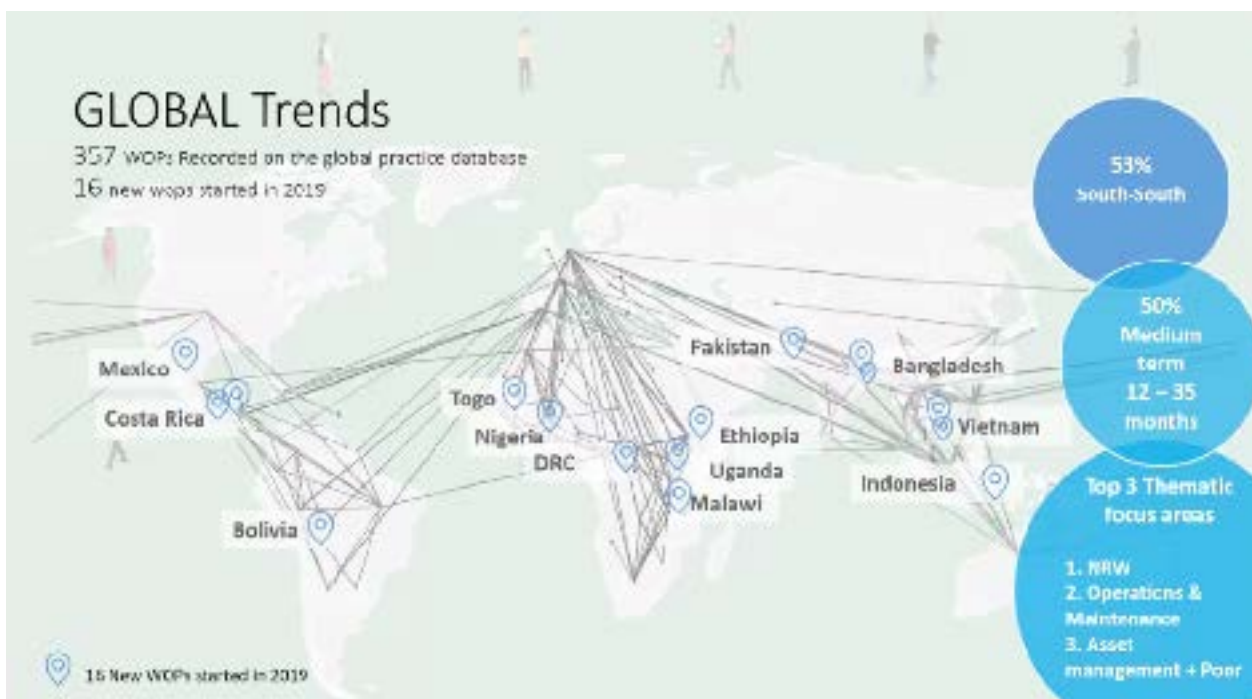 GLOBAL Trends
357 WOPs Recorded on the global practice database
16 new wops started in 2019
53%
South-South
50%
Medium
term
12 – 35
months
Top 3 Thematic
focus areas
1. NRW
2. Operations &
Maintenance
3. Asset
management + Poor
Mexico
Costa Rica
Bolivia
Togo
Nigeria
DRC
Ethiopia
Uganda
Malawi
Pakistan
Bangladesh
Vietnam
Indonesia
16 New WOPs started in 2019